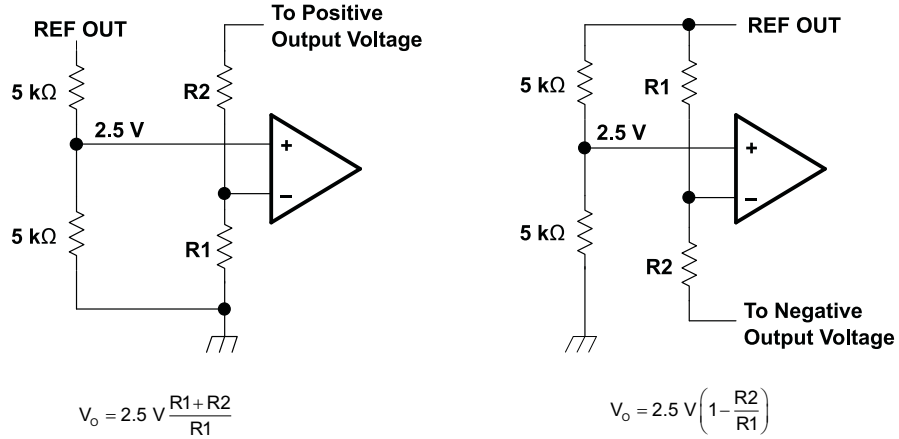 To Positive
Output Voltage
REF OUT
5 kΩ
R2
2.5 V
+
−
5 kΩ
R1
V_O = 2.5 V (R1 + R2)/R1
REF OUT
5 kΩ
R1
2.5 V
+
−
5 kΩ
R2
To Negative
Output Voltage
V_O = 2.5 V (1 − R2/R1)